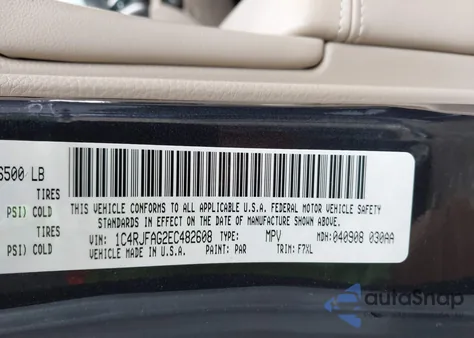 6500 LB
TIRES
PSI) COLD
TIRES
PSI) COLD
THIS VEHICLE CONFORMS TO ALL APPLICABLE U.S.A. FEDERAL MOTOR VEHICLE SAFETY
STANDARDS IN EFFECT ON THE DATE OF MANUFACTURE SHOWN ABOVE.
VIN: 1C4RJFAG2EC482608 TYPE: MPV MDH: 040908 030AA
VEHICLE MADE IN U.S.A. PAINT: PAR TRIM: F7XL
autoSnap